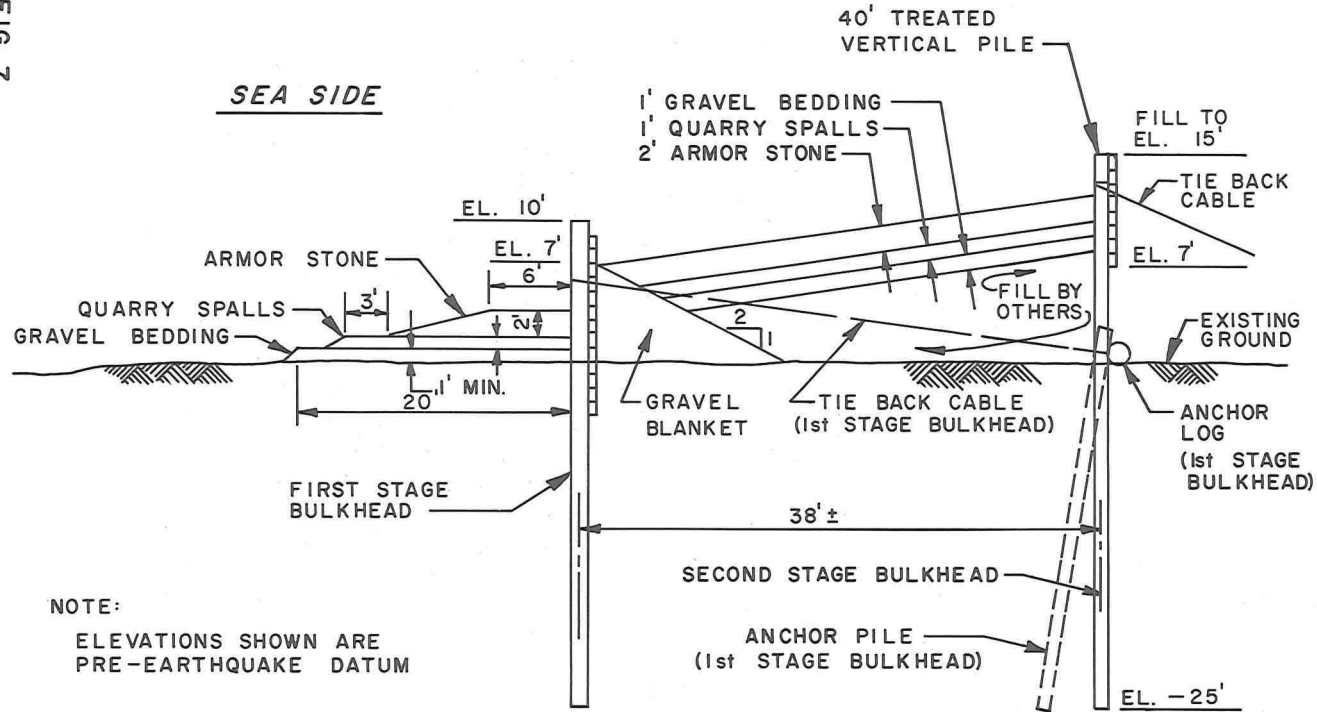 FIG 7
SEA SIDE
40' TREATED
VERTICAL PILE
1' GRAVEL BEDDING
1' QUARRY SPALLS
2' ARMOR STONE
FILL TO
EL. 15'
TIE BACK
CABLE
EL. 10'
EL. 7'
6'
ARMOR STONE
EL. 7'
QUARRY SPALLS
3'
2'
GRAVEL BEDDING
FILL BY
OTHERS
2
1
EXISTING
GROUND
1' MIN.
20'
GRAVEL
BLANKET
TIE BACK CABLE
(1st STAGE BULKHEAD)
ANCHOR
LOG
(1st STAGE
BULKHEAD)
FIRST STAGE
BULKHEAD
38' ±
SECOND STAGE BULKHEAD
NOTE:
ELEVATIONS SHOWN ARE
PRE-EARTHQUAKE DATUM
ANCHOR PILE
(1st STAGE BULKHEAD)
EL. -25'